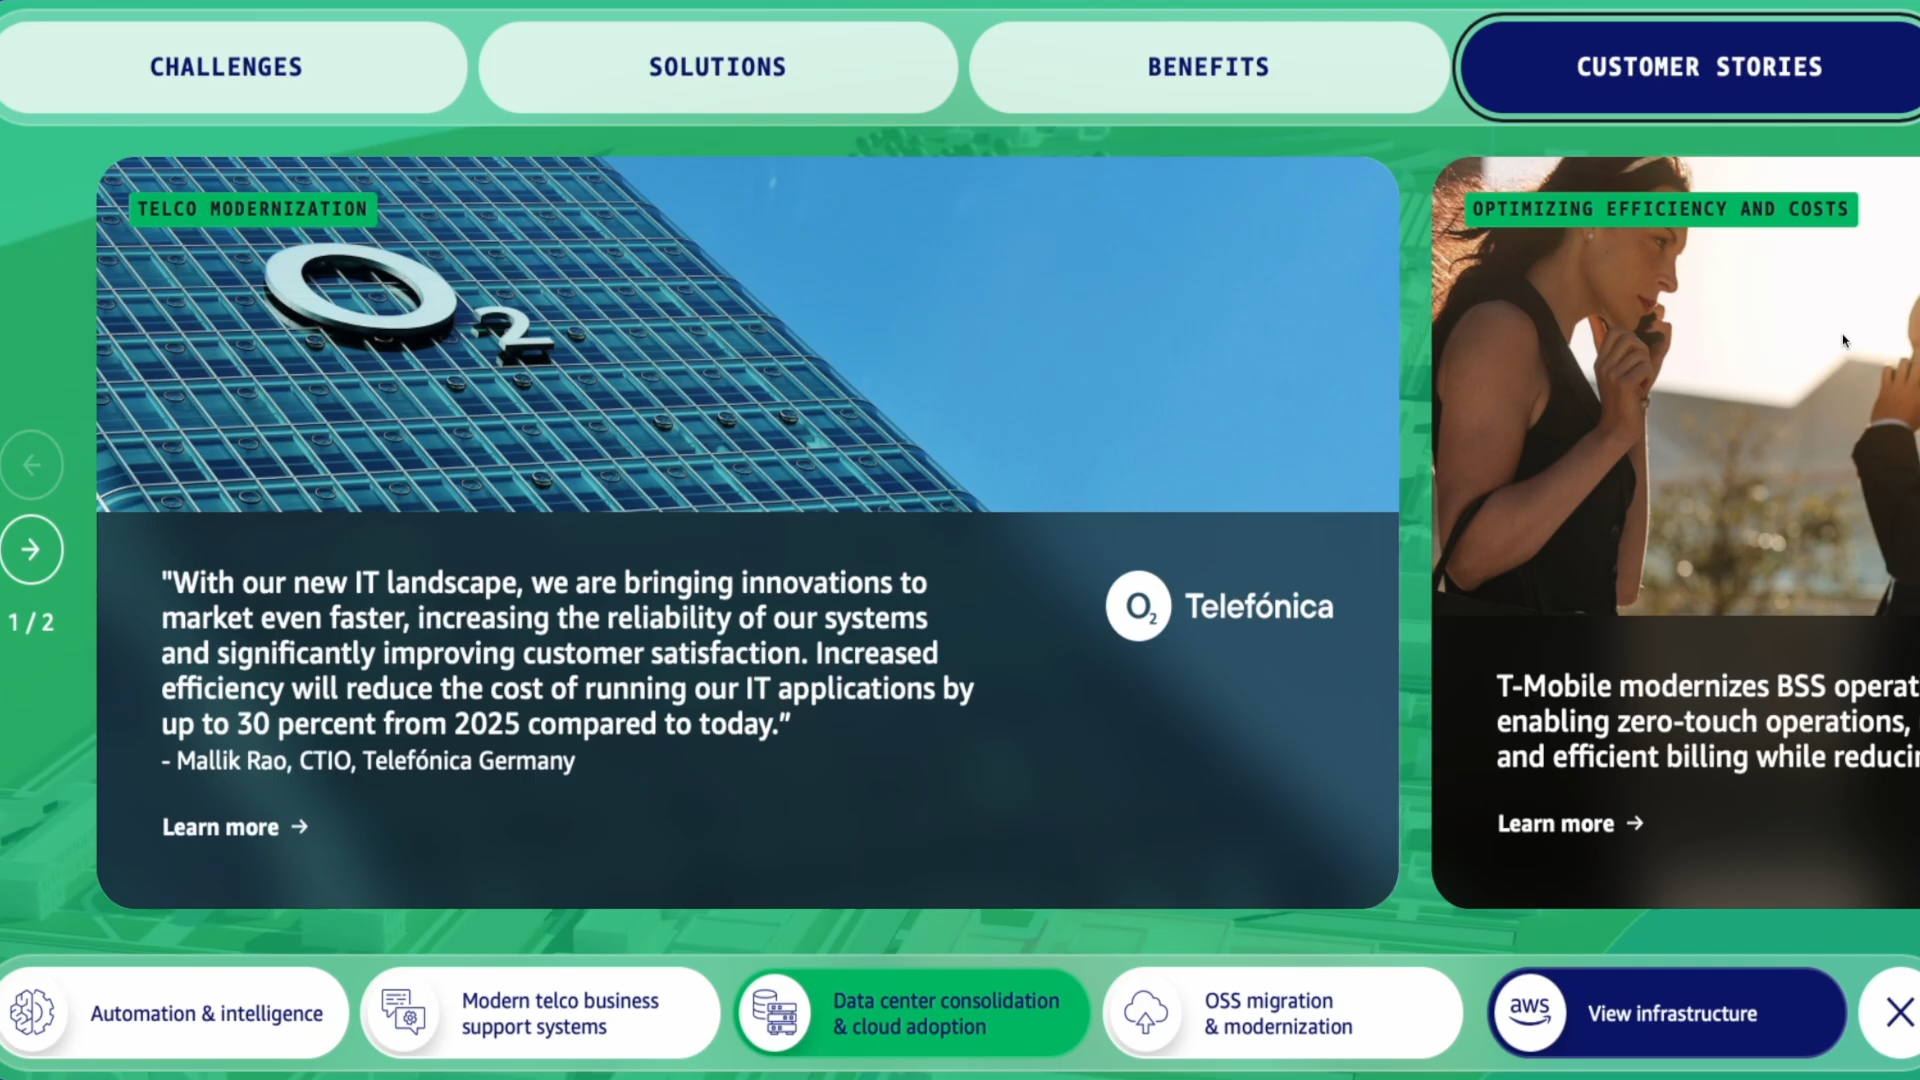 CHALLENGES
SOLUTIONS
BENEFITS
CUSTOMER STORIES
TELCO MODERNIZATION
O2
"With our new IT landscape, we are bringing innovations to
market even faster, increasing the reliability of our systems
and significantly improving customer satisfaction. Increased
efficiency will reduce the cost of running our IT applications by
up to 30 percent from 2025 compared to today.”
- Mallik Rao, CTIO, Telefónica Germany
Learn more →
O2 Telefónica
OPTIMIZING EFFICIENCY AND COSTS
T-Mobile modernizes BSS
enabling zero-touch operations,
and efficient billing while
Learn more →
1 / 2
Automation & intelligence
Modern telco business
support systems
Data center consolidation
& cloud adoption
OSS migration
& modernization
aws
View infrastructure